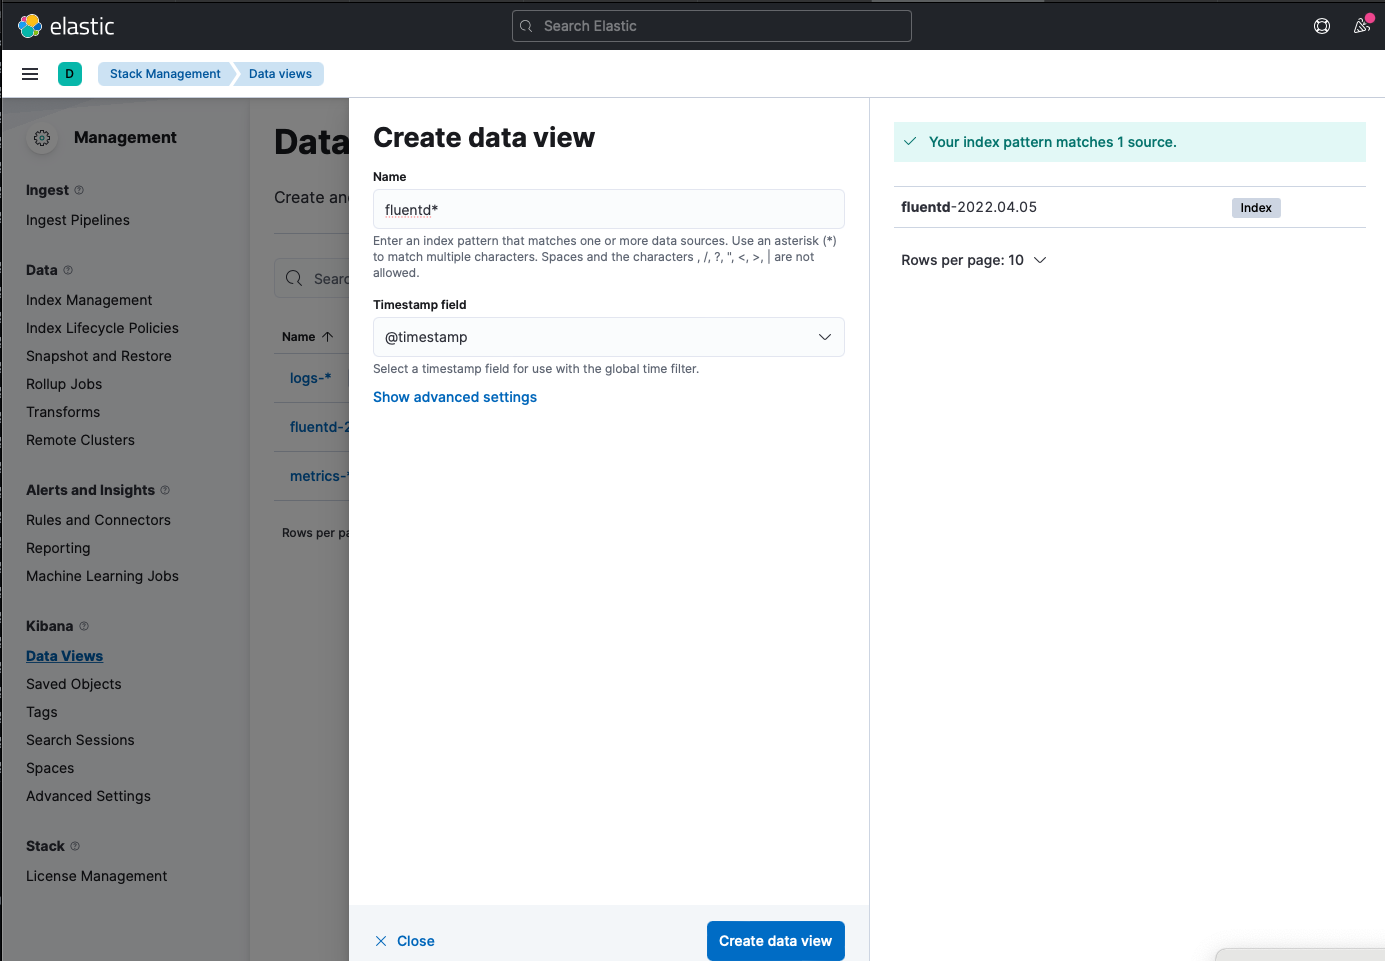 elastic
Search Elastic
D
Stack Management
Data views
Management
Ingest
Ingest Pipelines
Data
Index Management
Index Lifecycle Policies
Snapshot and Restore
Rollup Jobs
Transforms
Remote Clusters
Alerts and Insights
Rules and Connectors
Reporting
Machine Learning Jobs
Kibana
Data Views
Saved Objects
Tags
Search Sessions
Spaces
Advanced Settings
Stack
License Management
Data
Create an
Searc
Name
logs-*
fluentd-2
metrics-*
Rows per pa
Create data view
Name
fluentd*
Enter an index pattern that matches one or more data sources. Use an asterisk (*)
to match multiple characters. Spaces and the characters , /, ?, ", <, >, | are not
allowed.
Timestamp field
@timestamp
Select a timestamp field for use with the global time filter.
Show advanced settings
Close
Create data view
Your index pattern matches 1 source.
fluentd-2022.04.05 Index
Rows per page: 10